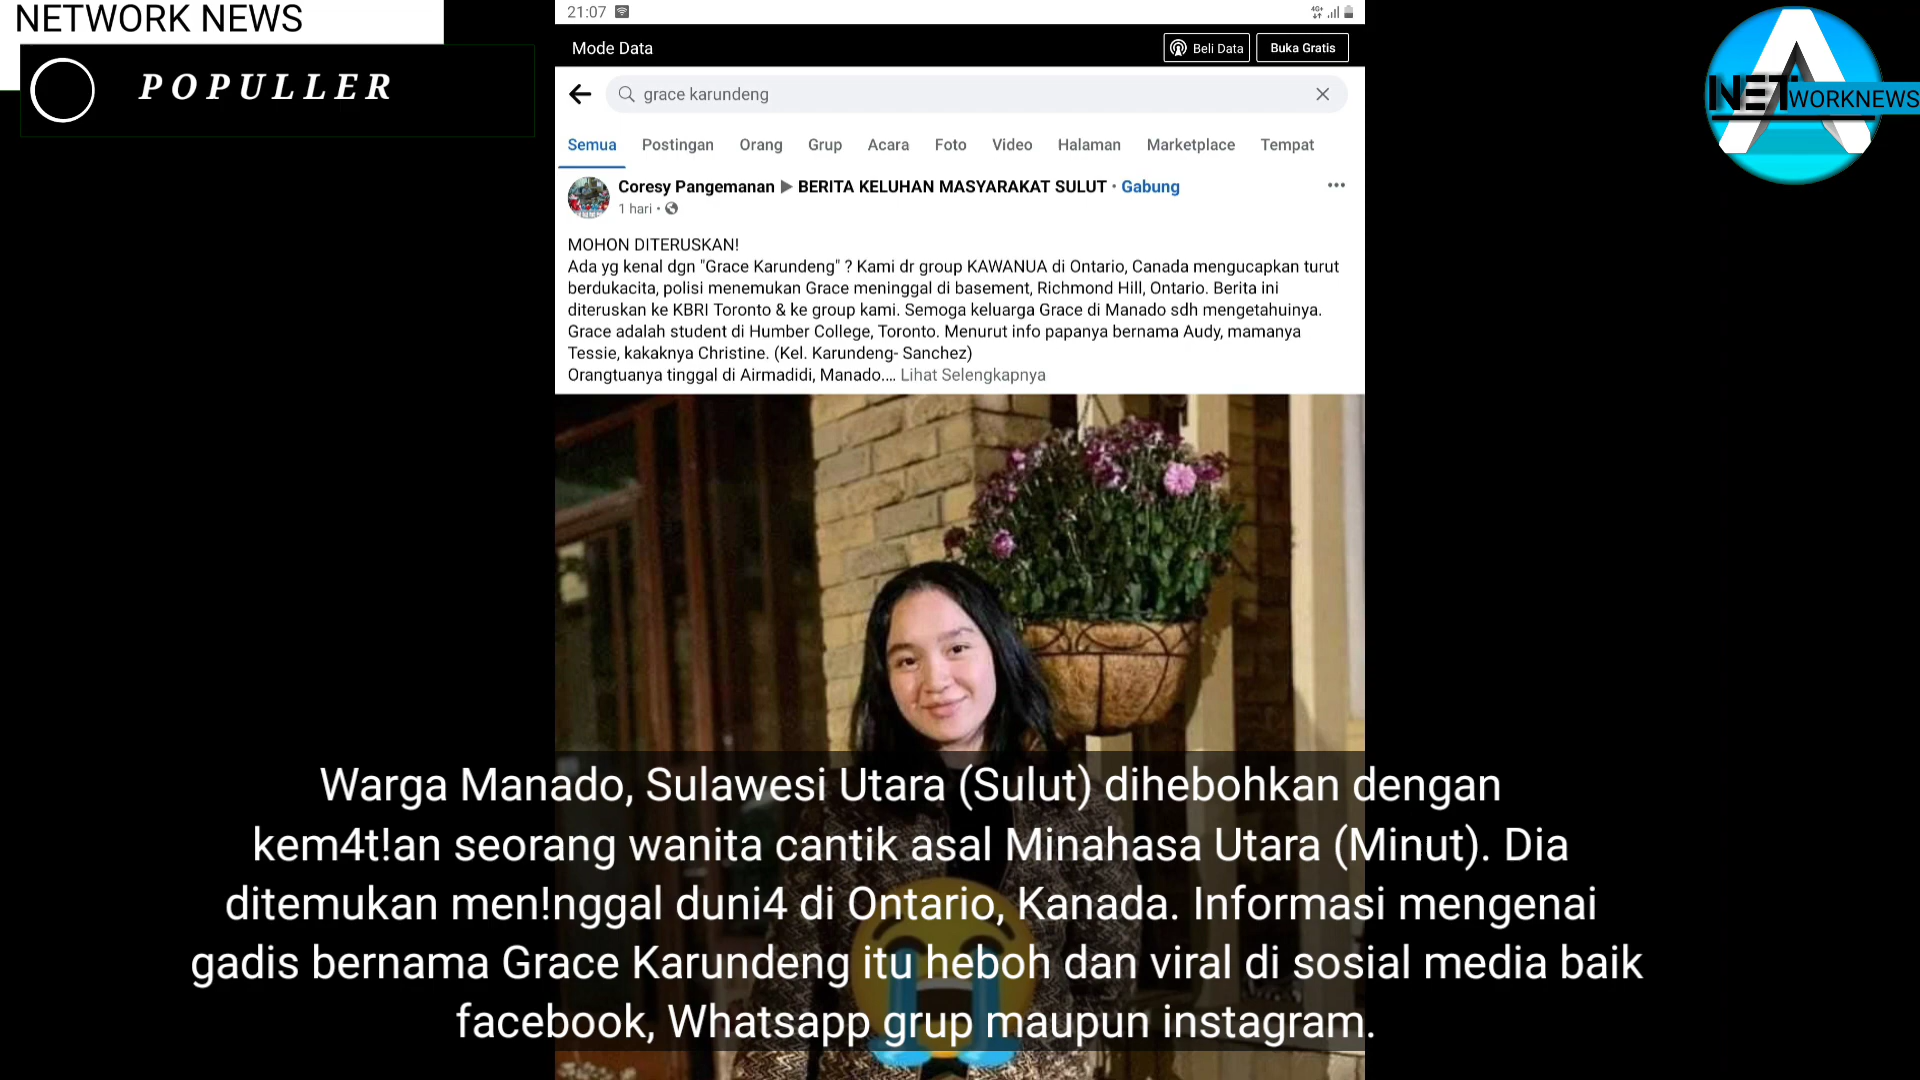 NETWORK NEWS
POPULLER
21:07
4G+
Mode Data
Beli Data
Buka Gratis
grace karundeng
Semua Postingan Orang Grup Acara Foto Video Halaman Marketplace Tempat
Coresy Pangemanan ▶ BERITA KELUHAN MASYARAKAT SULUT · Gabung
1 hari ·
MOHON DITERUSKAN!
Ada yg kenal dgn "Grace Karundeng" ? Kami dr group KAWANUA di Ontario, Canada mengucapkan turut
berdukacita, polisi menemukan Grace meninggal di basement, Richmond Hill, Ontario. Berita ini
diteruskan ke KBRI Toronto & ke group kami. Semoga keluarga Grace di Manado sdh mengetahuinya.
Grace adalah student di Humber College, Toronto. Menurut info papanya bernama Audy, mamanya
Tessie, kakaknya Christine. (Kel. Karundeng- Sanchez)
Orangtuanya tinggal di Airmadidi, Manado.... Lihat Selengkapnya
NETWORKNEWS
Warga Manado, Sulawesi Utara (Sulut) dihebohkan dengan
kem4t!an seorang wanita cantik asal Minahasa Utara (Minut). Dia
ditemukan men!nggal duni4 di Ontario, Kanada. Informasi mengenai
gadis bernama Grace Karundeng itu heboh dan viral di sosial media baik
facebook, Whatsapp grup maupun instagram.